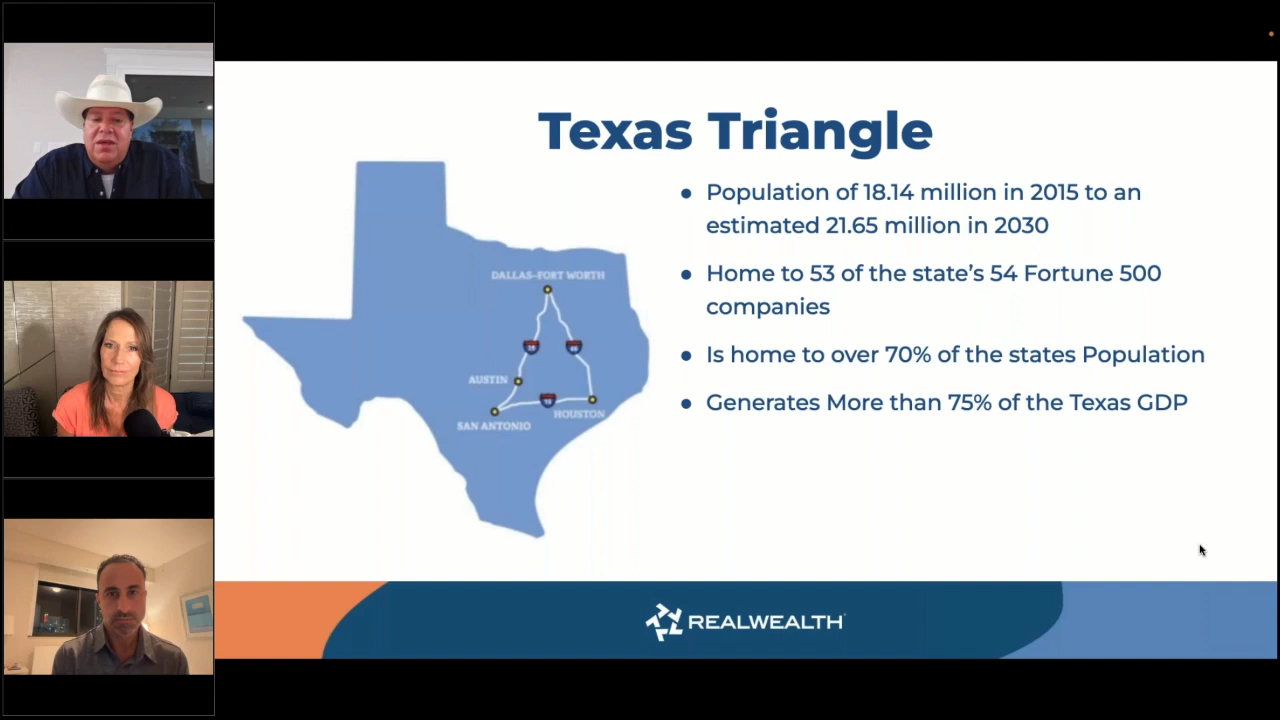 Texas Triangle
● Population of 18.14 million in 2015 to an
estimated 21.65 million in 2030
● Home to 53 of the state’s 54 Fortune 500
companies
● Is home to over 70% of the states Population
● Generates More than 75% of the Texas GDP
DALLAS-FORT WORTH
AUSTIN
HOUSTON
SAN ANTONIO
REALWEALTH